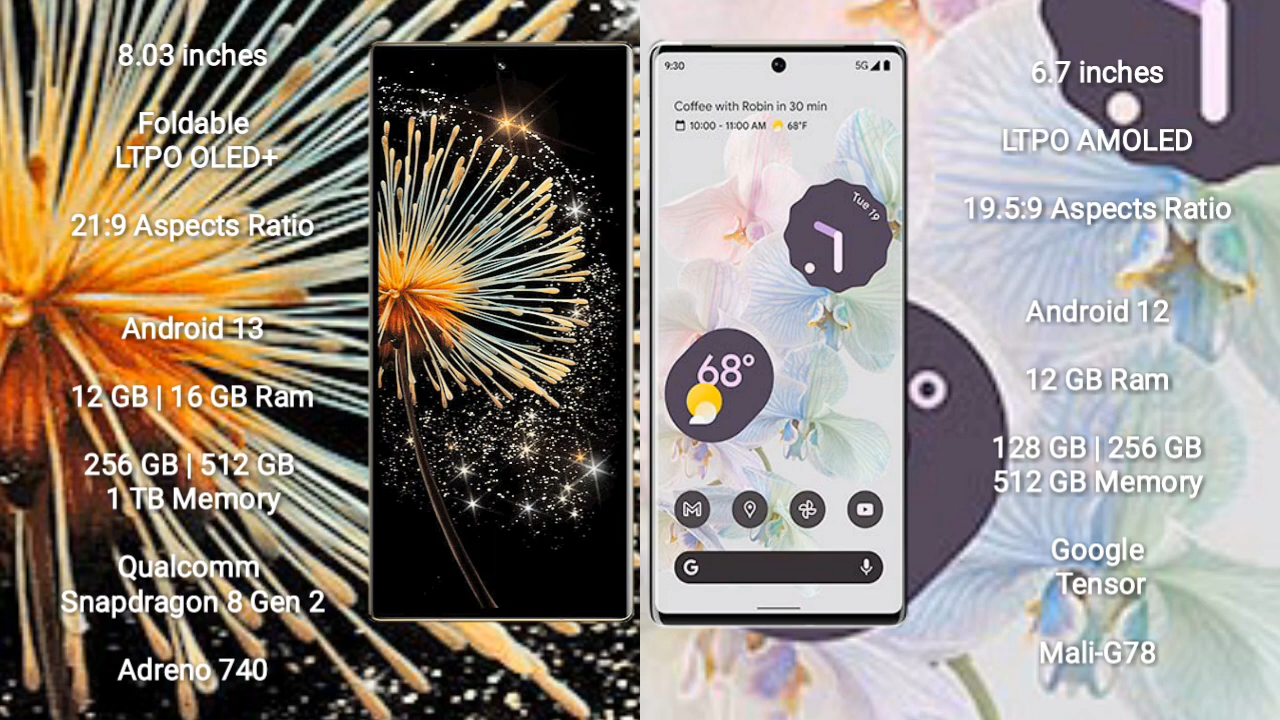 8.03 inches
Foldable
LTPO OLED+
21:9 Aspects Ratio
Android 13
12 GB | 16 GB Ram
256 GB | 512 GB
1 TB Memory
Qualcomm
Snapdragon 8 Gen 2
Adreno 740
9:30
5G
Coffee with Robin in 30 min
10:00 - 11:00 AM 68°F
Tue 19
68°
G
6.7 inches
LTPO AMOLED
19.5:9 Aspects Ratio
Android 12
12 GB Ram
128 GB | 256 GB
512 GB Memory
Google
Tensor
Mali-G78